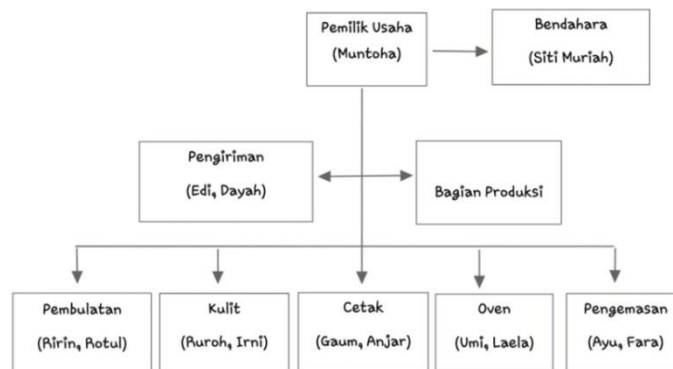 Pemilik Usaha
(Muntoha)
Bendahara
(Siti Muriah)
Pengiriman
(Edi, Dayah)
Bagian Produksi
Pembulatan
(Ririn, Rotul)
Kulit
(Ruroh, Irni)
Cetak
(Gaum, Anjar)
Oven
(Umi, Laela)
Pengemasan
(Ayu, Fara)